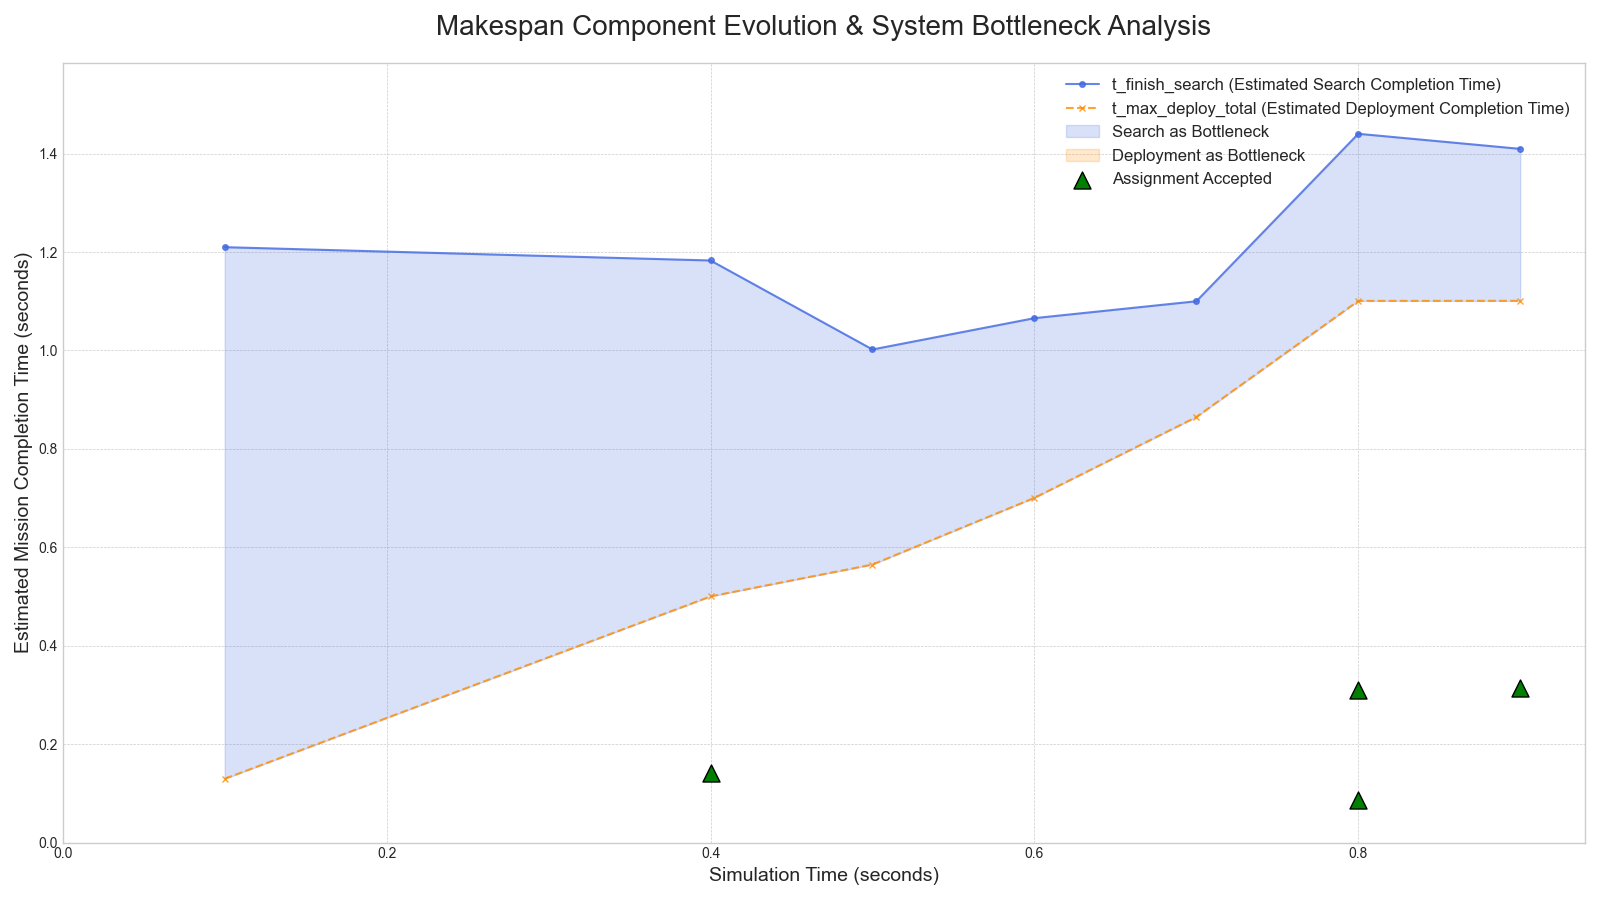 Makespan Component Evolution & System Bottleneck Analysis
t_finish_search (Estimated Search Completion Time)
t_max_deploy_total (Estimated Deployment Completion Time)
Search as Bottleneck
Deployment as Bottleneck
Assignment Accepted
Estimated Mission Completion Time (seconds)
1.4
1.2
1.0
0.8
0.6
0.4
0.2
0.0
0.0 0.2 0.4 0.6 0.8
Simulation Time (seconds)